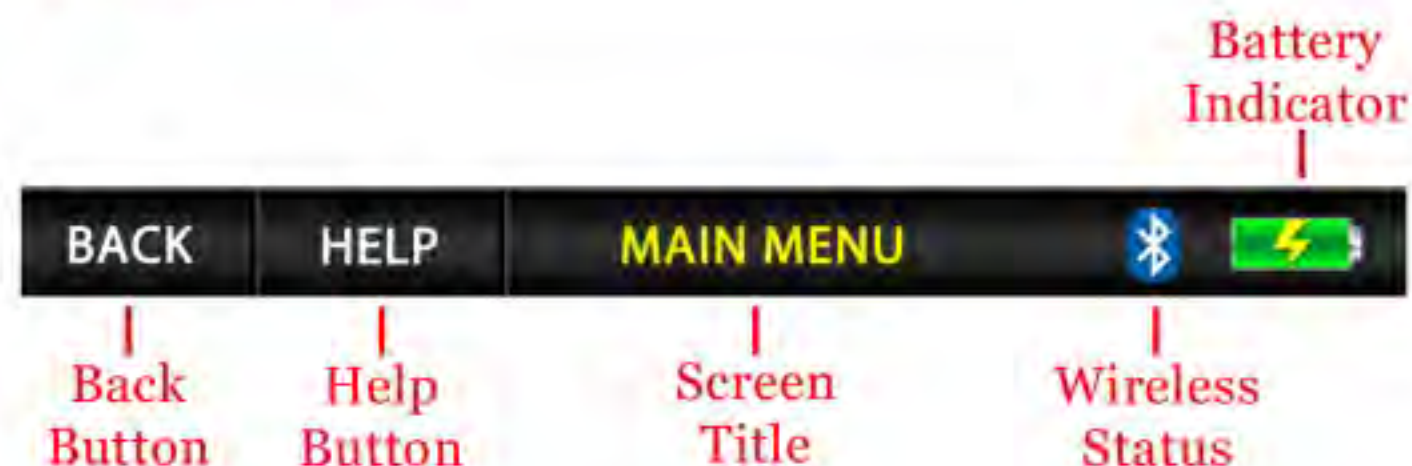 Battery
Indicator
BACK HELP MAIN MENU
Back Help Screen Wireless
Button Button Title Status